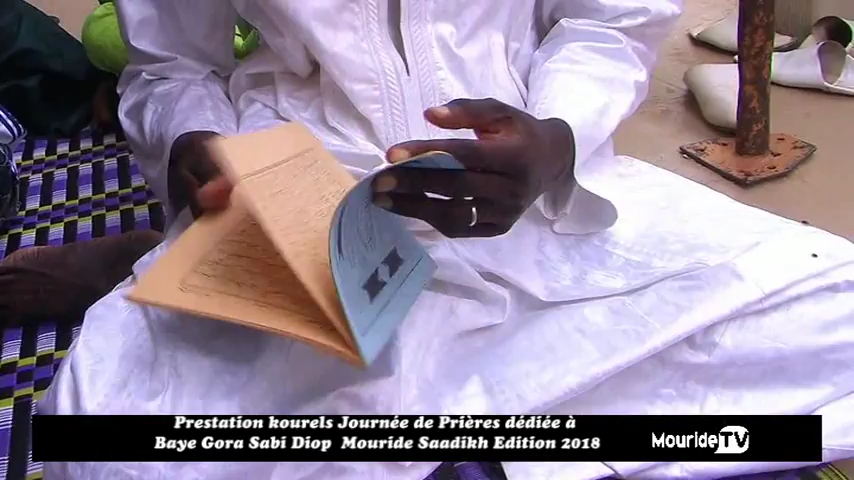 Prestation kourels Journée de Prières dédiée à
Baye Gora Sabi Diop Mouride Saadikh Edition 2018
MourideTV